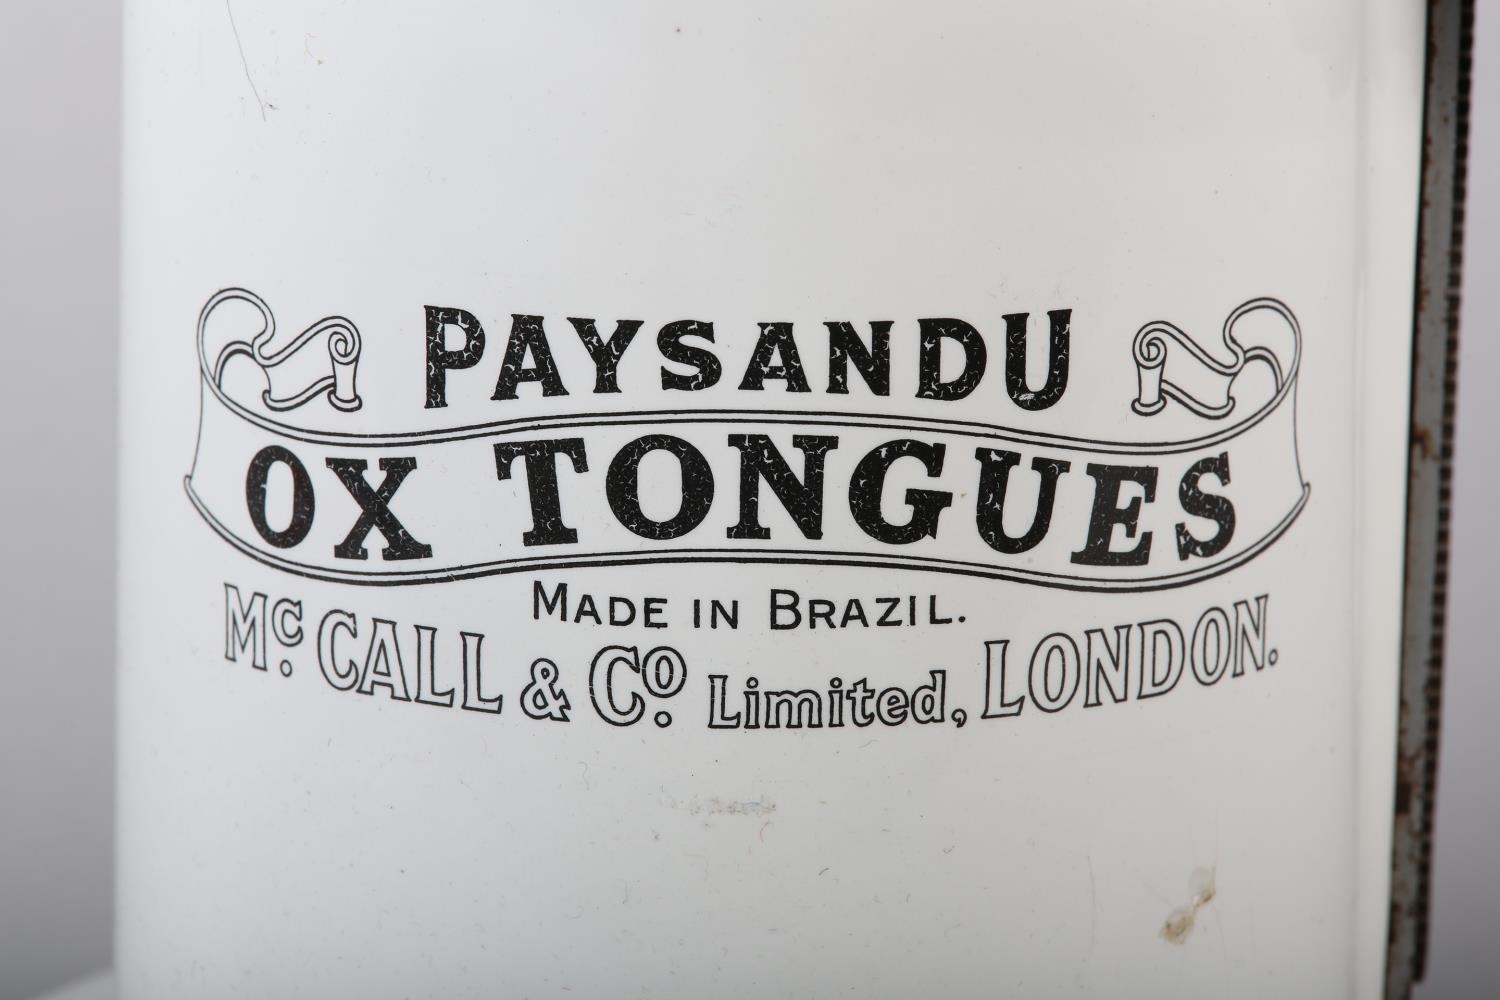 PAYSANDU
OX TONGUES
MADE IN BRAZIL.
Mc. CALL & Co. Limited, LONDON.